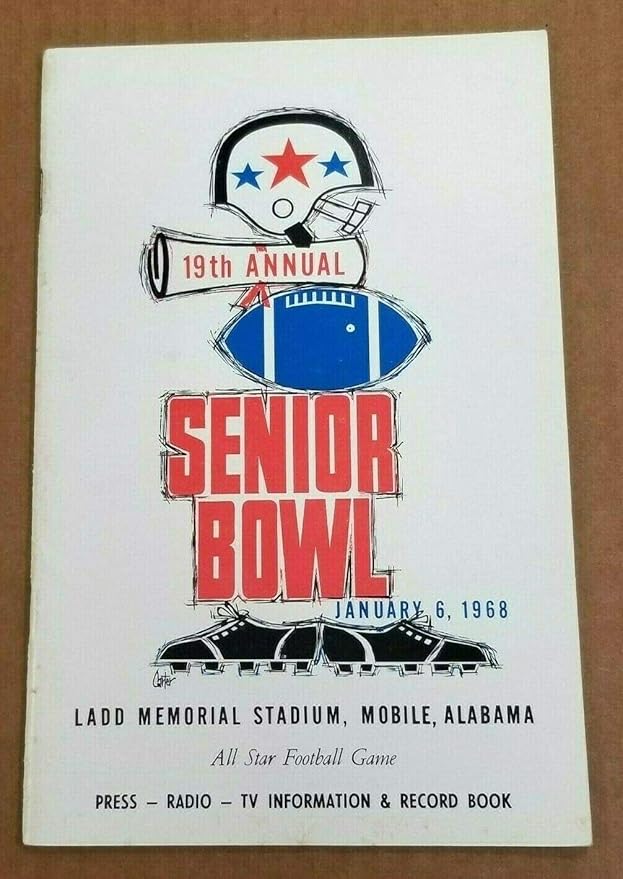 19th ANNUAL
SENIOR
BOWL
JANUARY 6, 1968
Carter
LADD MEMORIAL STADIUM, MOBILE, ALABAMA
All Star Football Game
PRESS – RADIO – TV INFORMATION & RECORD BOOK